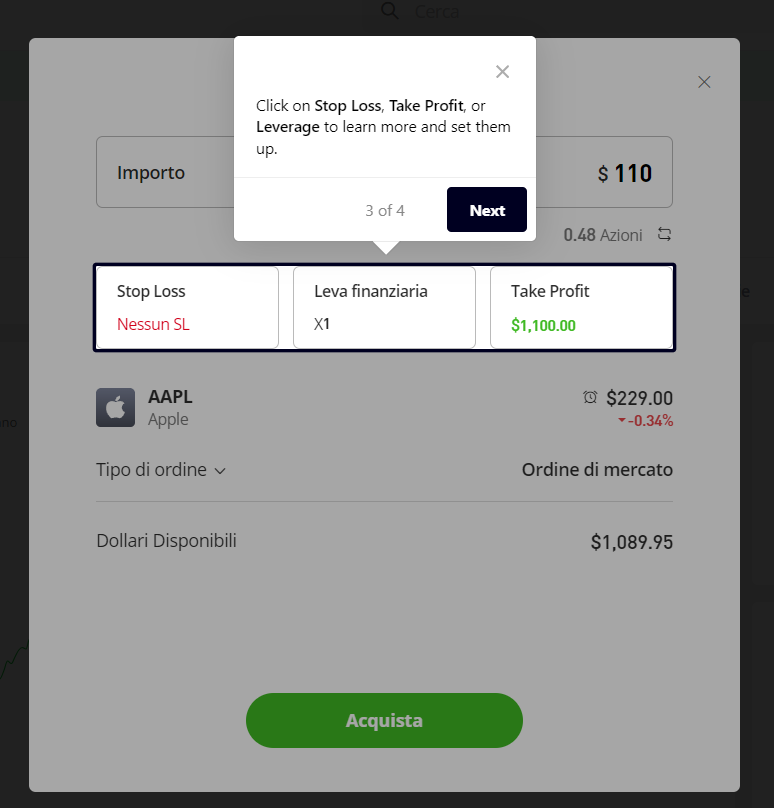 Cerca
Click on Stop Loss, Take Profit, or
Leverage to learn more and set them
up.
3 of 4
Next
Importo
$ 110
0.48 Azioni
Stop Loss
Nessun SL
Leva finanziaria
X1
Take Profit
$1,100.00
AAPL
Apple
$229.00
-0.34%
Tipo di ordine
Ordine di mercato
Dollari Disponibili
$1,089.95
Acquista